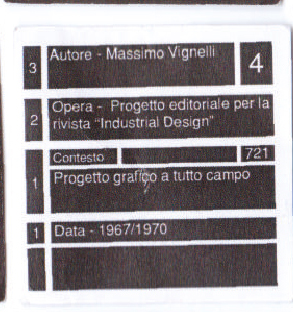 3 Autore - Massimo Vignelli 4
2 Opera - Progetto editoriale per la
rivista "Industrial Design"
Contesto 721
1 Progetto grafico a tutto campo
1 Data - 1967/1970